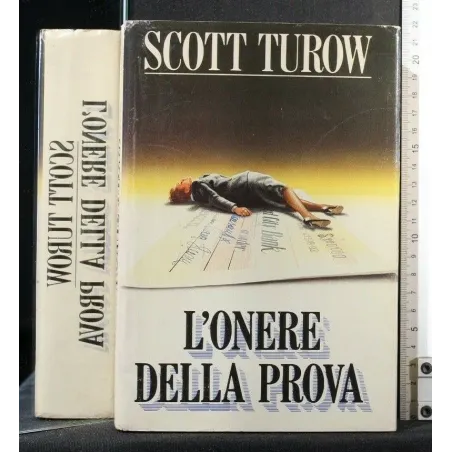 SCOTT TUROW
L'ONERE
DELLA PROVA
L'ONERE DELLA PROVA
SCOTT TUROW